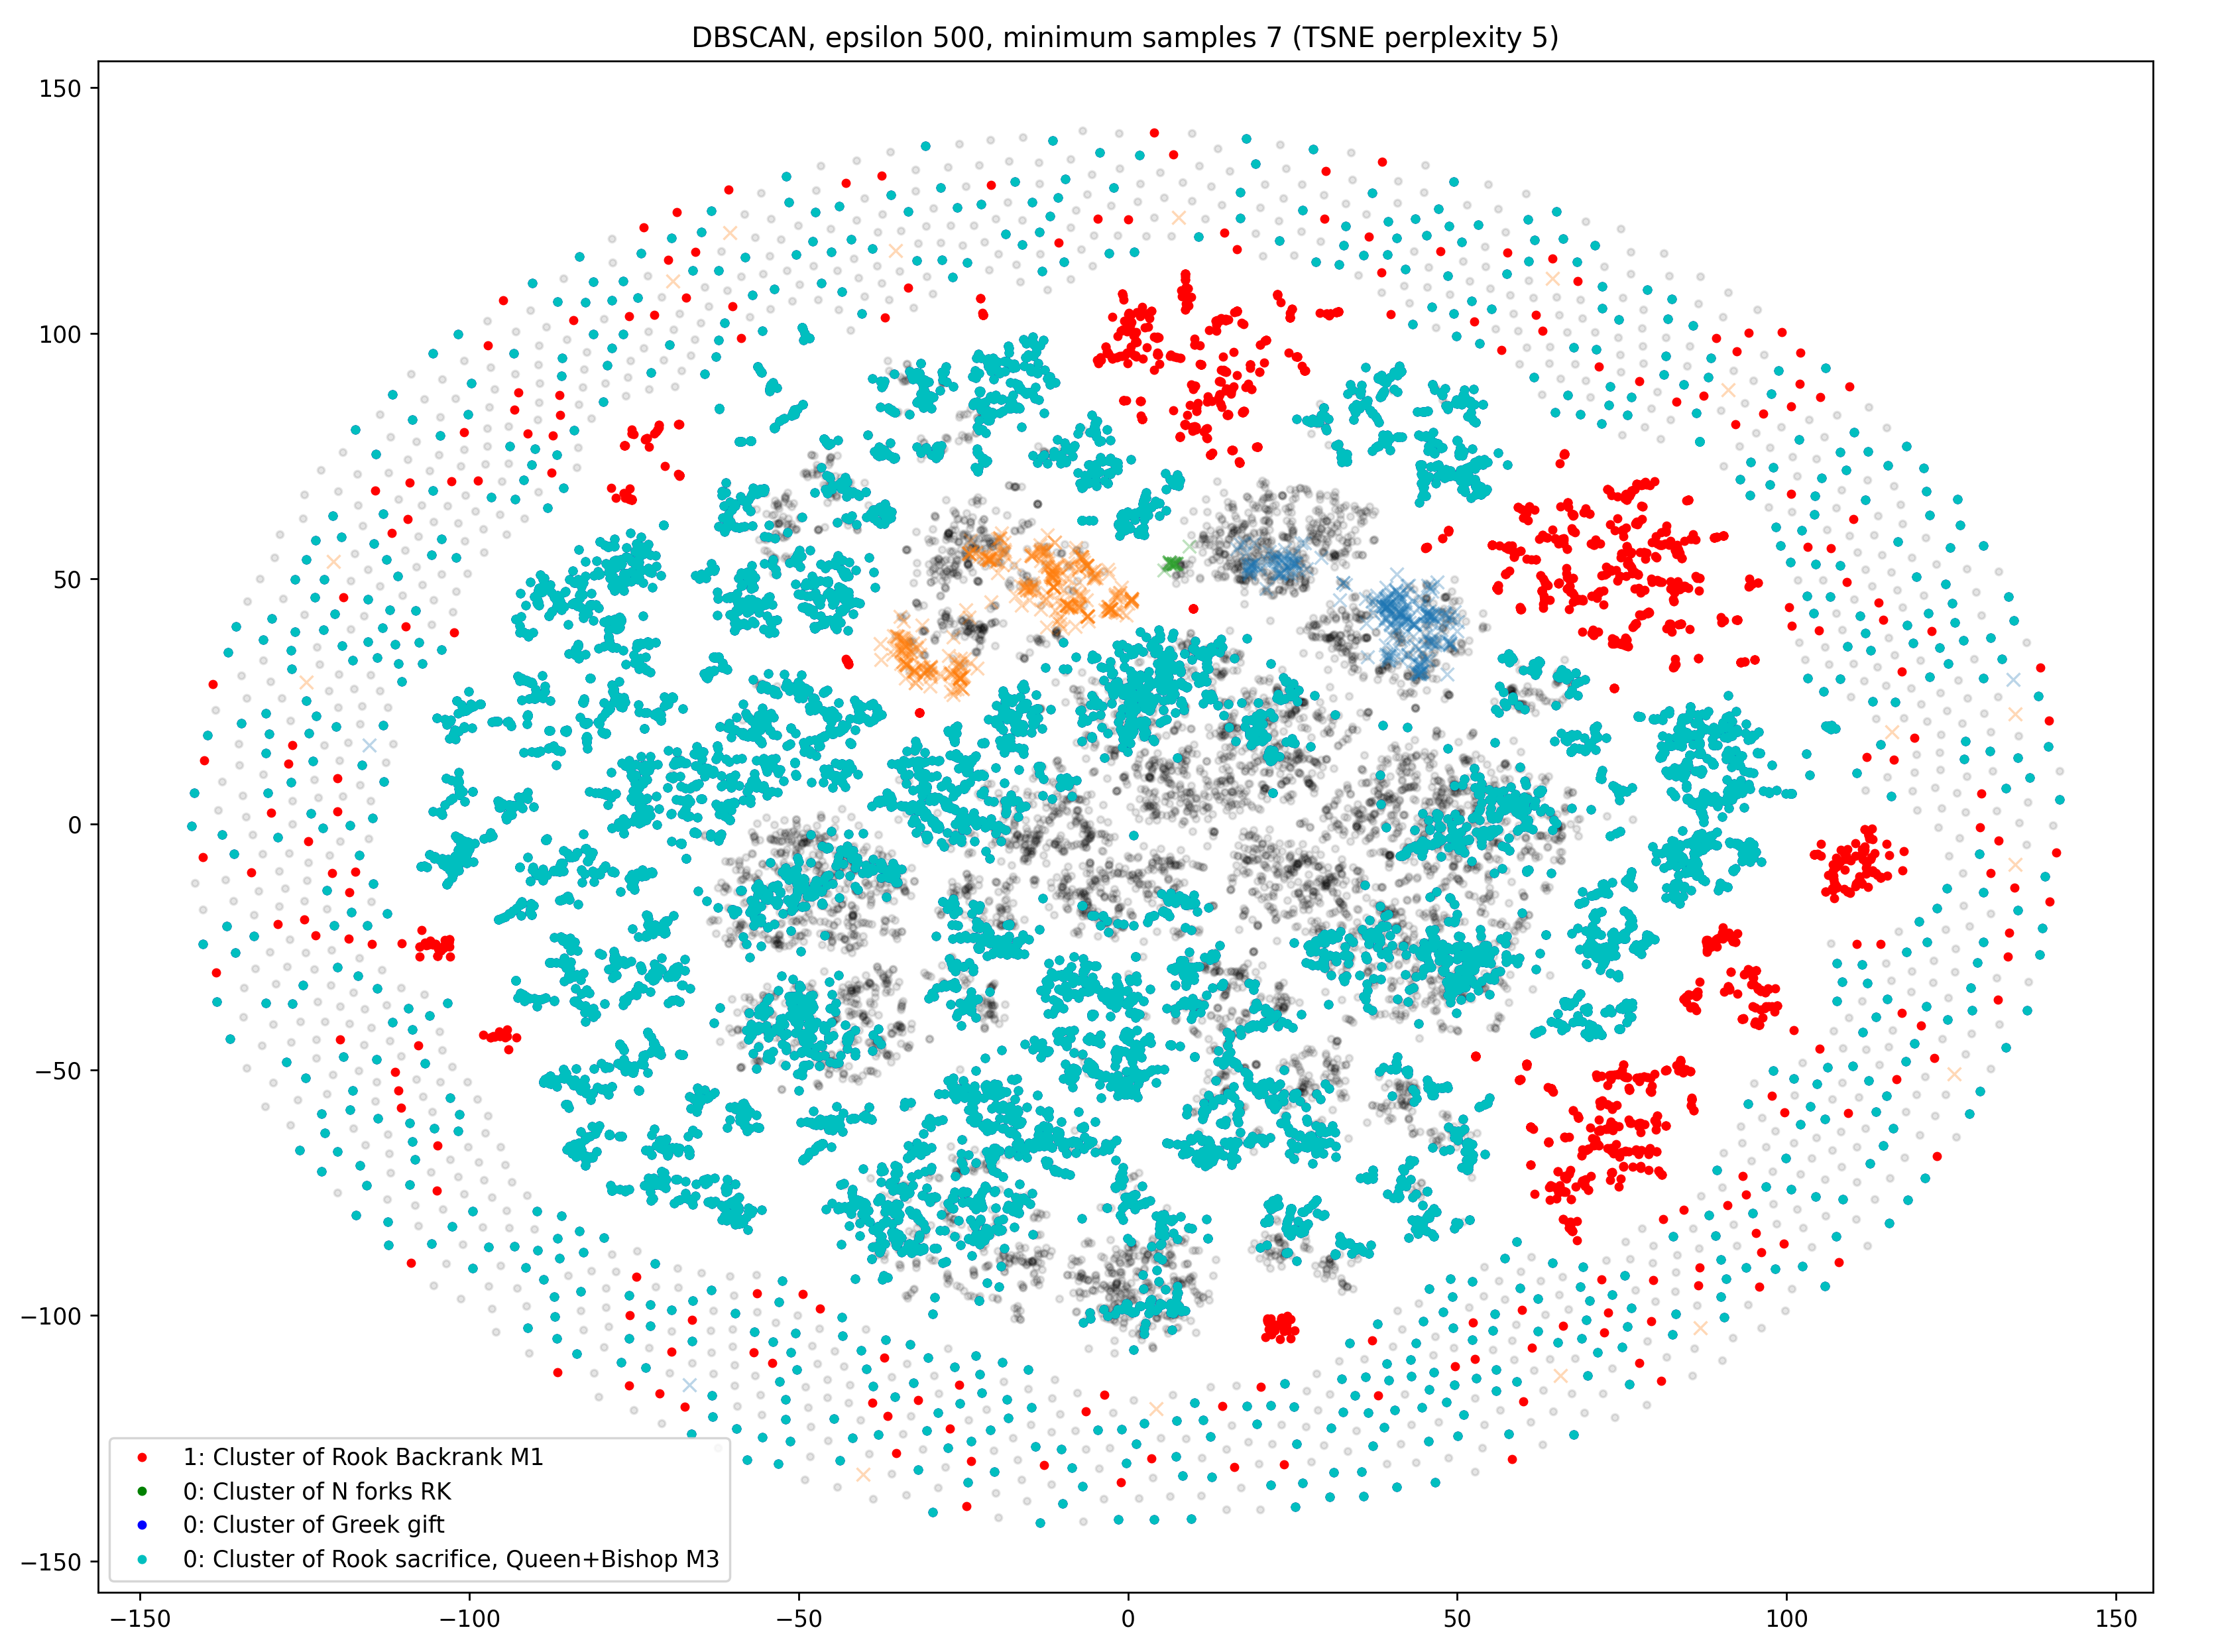 DBSCAN, epsilon 500, minimum samples 7 (TSNE perplexity 5)
150
100
50
0
−50
−100
−150
1: Cluster of Rook Backrank M1
0: Cluster of N forks RK
0: Cluster of Greek gift
0: Cluster of Rook sacrifice, Queen+Bishop M3
−150 −100 −50 0 50 100 150